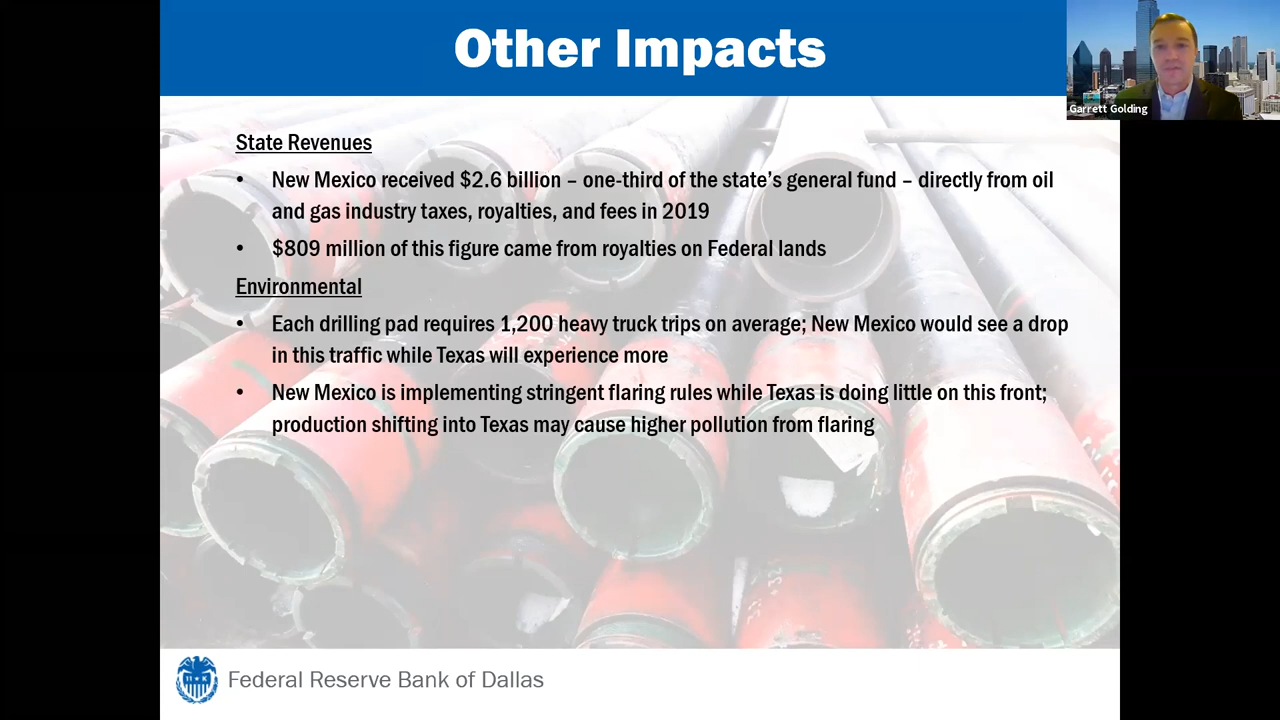 Other Impacts
Garrett Golding
State Revenues
• New Mexico received $2.6 billion – one-third of the state's general fund – directly from oil
and gas industry taxes, royalties, and fees in 2019
• $809 million of this figure came from royalties on Federal lands
Environmental
• Each drilling pad requires 1,200 heavy truck trips on average; New Mexico would see a drop
in this traffic while Texas will experience more
• New Mexico is implementing stringent flaring rules while Texas is doing little on this front;
production shifting into Texas may cause higher pollution from flaring
Federal Reserve Bank of Dallas